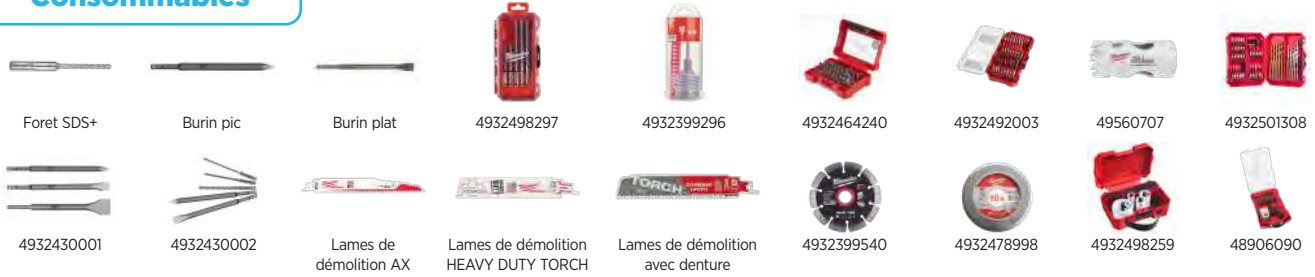 Consommables
Foret SDS+
Burin pic
Burin plat
4932498297
4932399296
4932464240
4932492003
49560707
4932501308
4932430001
4932430002
Lames de
démolition AX
Lames de démolition
HEAVY DUTY TORCH
TORCH
Lames de démolition
avec denture
4932399540
4932478998
4932498259
48906090